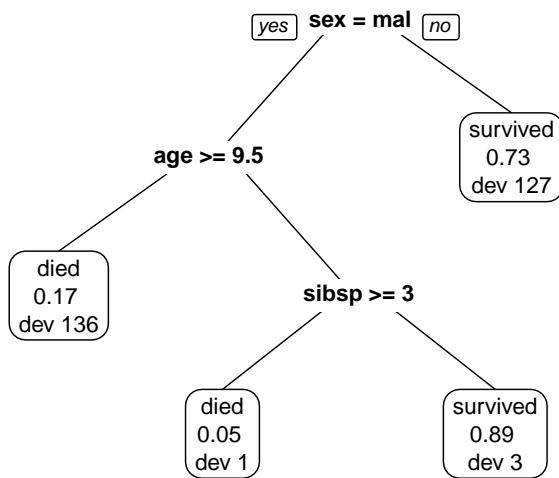 yes
sex = mal
no
survived
0.73
dev 127
age >= 9.5
died
0.17
dev 136
sibsp >= 3
died
0.05
dev 1
survived
0.89
dev 3